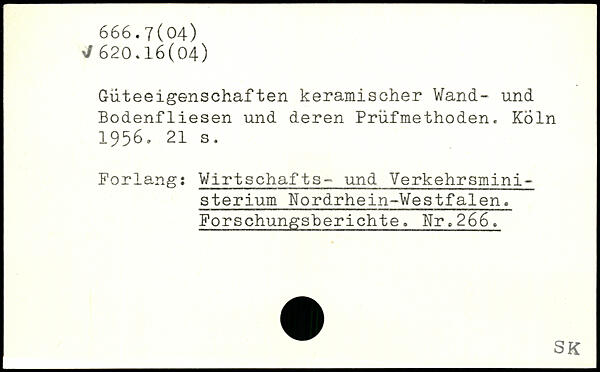 666.7(04)
✓ 620.16(04)
Güteeigenschaften keramischer Wand- und
Bodenfliesen und deren Prüfmethoden. Köln
1956. 21 s.
Forlang: Wirtschafts- und Verkehrsmini-
sterium Nordrhein-Westfalen.
Forschungsberichte. Nr.266.
SK